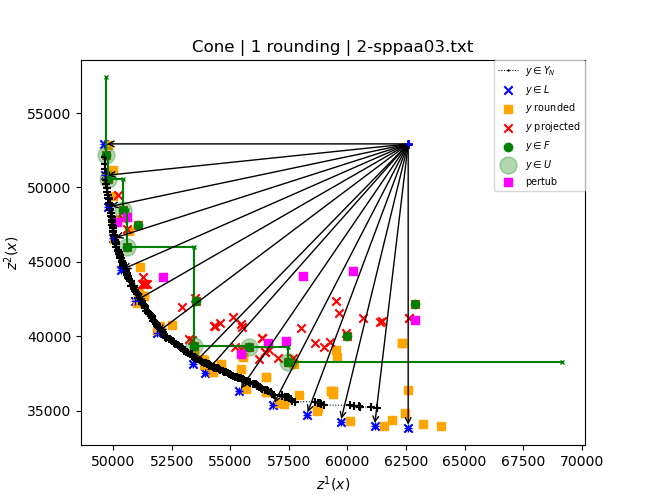 Cone | 1 rounding | 2-sppaa03.txt
y ∈ Y_N
y ∈ L
y rounded
y projected
y ∈ F
y ∈ U
pertub
z²(x)
55000
50000
45000
40000
35000
50000 52500 55000 57500 60000 62500 65000 67500 70000
z¹(x)